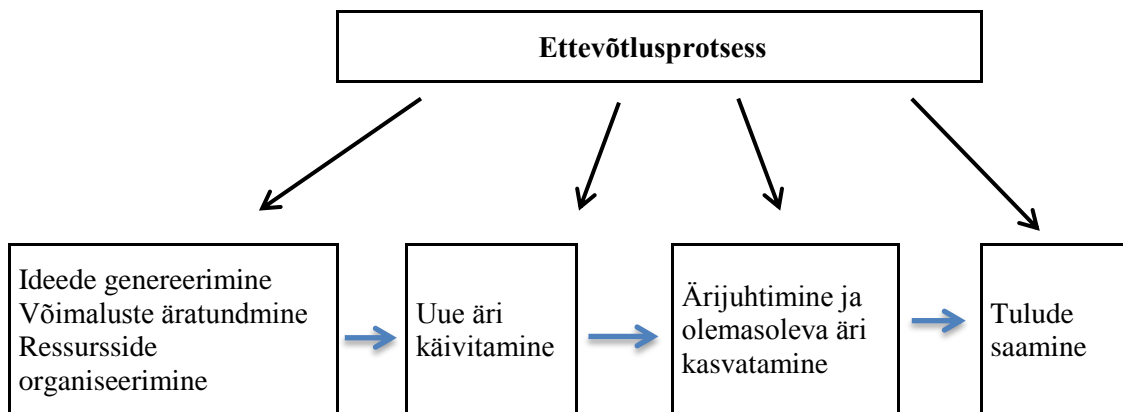 Ettevõtlusprotsess
Ideede genereerimine
Võimaluste äratundmine
Ressursside
organiseerimine
Uue äri
käivitamine
Ärijuhtimine ja
olemasoleva äri
kasvatamine
Tulude
saamine